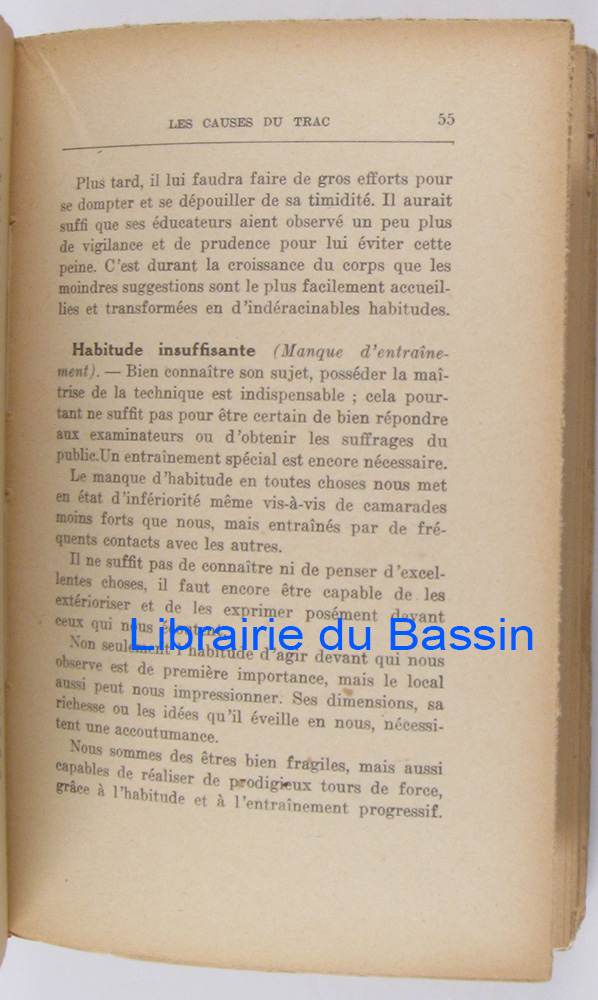 LES CAUSES DU TRAC 55
Plus tard, il lui faudra faire de gros efforts pour
se dompter et se dépouiller de sa timidité. Il aurait
suffi que ses éducateurs aient observé un peu plus
de vigilance et de prudence pour lui éviter cette
peine. C'est durant la croissance du corps que les
moindres suggestions sont le plus facilement accueil-
lies et transformées en d'indéracinables habitudes.
Habitude insuffisante (Manque d'entraîne-
ment). — Bien connaître son sujet, posséder la maî-
trise de la technique est indispensable ; cela pour-
tant ne suffit pas pour être certain de bien répondre
aux examinateurs ou d'obtenir les suffrages du
public.Un entraînement spécial est encore nécessaire.
Le manque d'habitude en toutes choses nous met
en état d'infériorité même vis-à-vis de camarades
moins forts que nous, mais entraînés par de fré-
quents contacts avec les autres.
Il ne suffit pas de connaître ni de penser d'excel-
lentes choses, il faut encore être capable de les
extérioriser et de les exprimer posément devant
ceux qui nous écoutent.
Librairie du Bassin
Non seulement l'habitude d'agir devant qui nous
observe est de première importance, mais le local
aussi peut nous impressionner. Ses dimensions, sa
richesse ou les idées qu'il éveille en nous, nécessi-
tent une accoutumance.
Nous sommes des êtres bien fragiles, mais aussi
capables de réaliser de prodigieux tours de force,
grâce à l'habitude et à l'entraînement progressif.